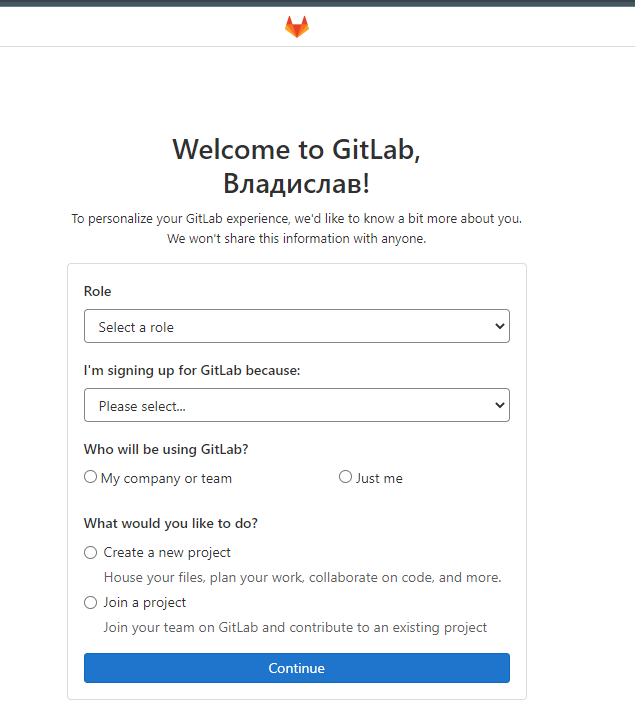 Welcome to GitLab,
Владислав!
To personalize your GitLab experience, we'd like to know a bit more about you.
We won't share this information with anyone.
Role
Select a role
I'm signing up for GitLab because:
Please select...
Who will be using GitLab?
My company or team Just me
What would you like to do?
Create a new project
House your files, plan your work, collaborate on code, and more.
Join a project
Join your team on GitLab and contribute to an existing project
Continue